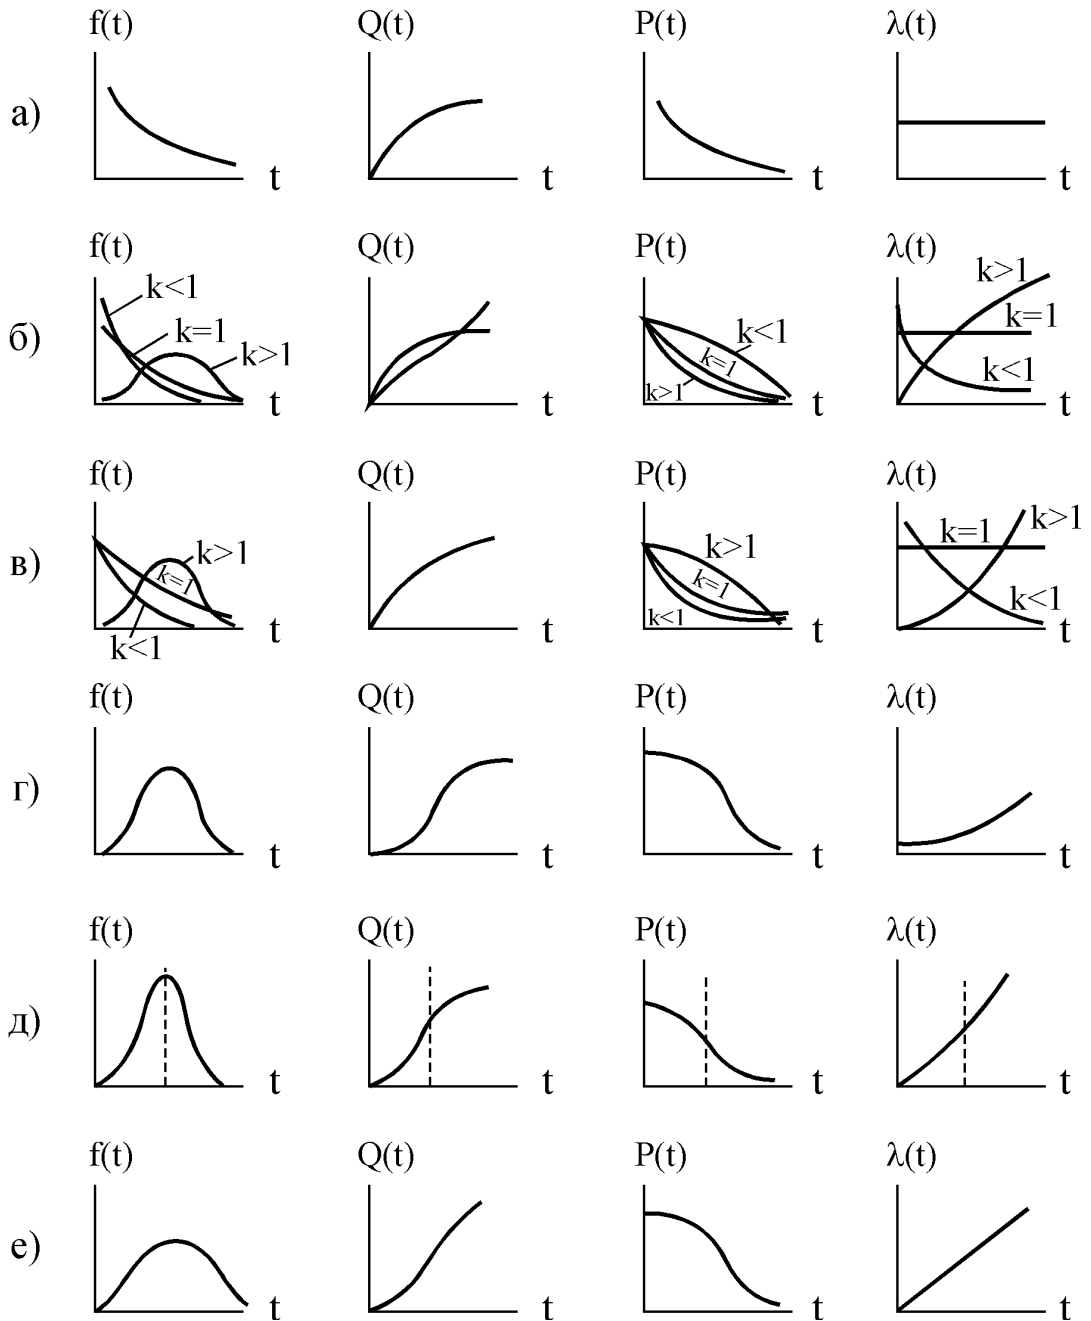 f(t) Q(t) P(t) λ(t)
а)
t t t t
f(t) Q(t) P(t) λ(t)
k<1 k=1 k>1 k<1 k=1 k>1 k>1 k=1 k<1
б)
t t t t
f(t) Q(t) P(t) λ(t)
k>1 k=1 k<1 k>1 k=1 k<1 k=1 k>1 k<1
в)
t t t t
f(t) Q(t) P(t) λ(t)
г)
t t t t
f(t) Q(t) P(t) λ(t)
д)
t t t t
f(t) Q(t) P(t) λ(t)
е)
t t t t